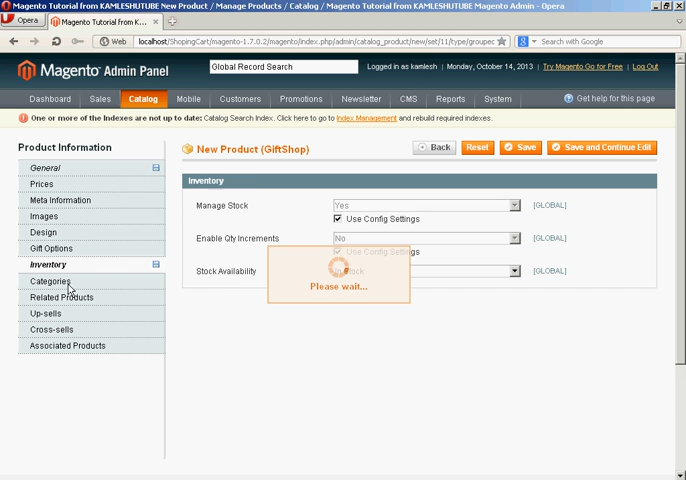 Magento Tutorial from KAMLESHUTUBE New Product / Manage Products / Catalog / Magento Tutorial from KAMLESHUTUBE Magento Admin - Opera
Opera
Magento Tutorial from K...
Web
localhost/ShopingCart/magento-1.7.0.2/magento/index.php/admin/catalog_product/new/set/11/type/groupec
Search with Google
Magento Admin Panel
Global Record Search
Logged in as kamlesh | Monday, October 14, 2013 | Try Magento Go for Free | Log Out
Dashboard Sales Catalog Mobile Customers Promotions Newsletter CMS Reports System Get help for this page
One or more of the Indexes are not up to date: Catalog Search Index. Click here to go to Index Management and rebuild required indexes.
Product Information
General
Prices
Meta Information
Images
Design
Gift Options
Inventory
Categories
Related Products
Up-sells
Cross-sells
Associated Products
New Product (GiftShop)
Back Reset Save Save and Continue Edit
Inventory
Manage Stock Yes [GLOBAL]
Use Config Settings
Enable Qty Increments No [GLOBAL]
Use Config Settings
Stock Availability In Stock [GLOBAL]
Please wait...